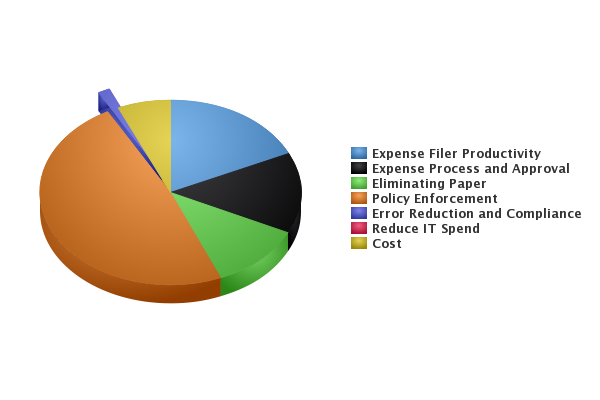 Expense Filer Productivity
Expense Process and Approval
Eliminating Paper
Policy Enforcement
Error Reduction and Compliance
Reduce IT Spend
Cost